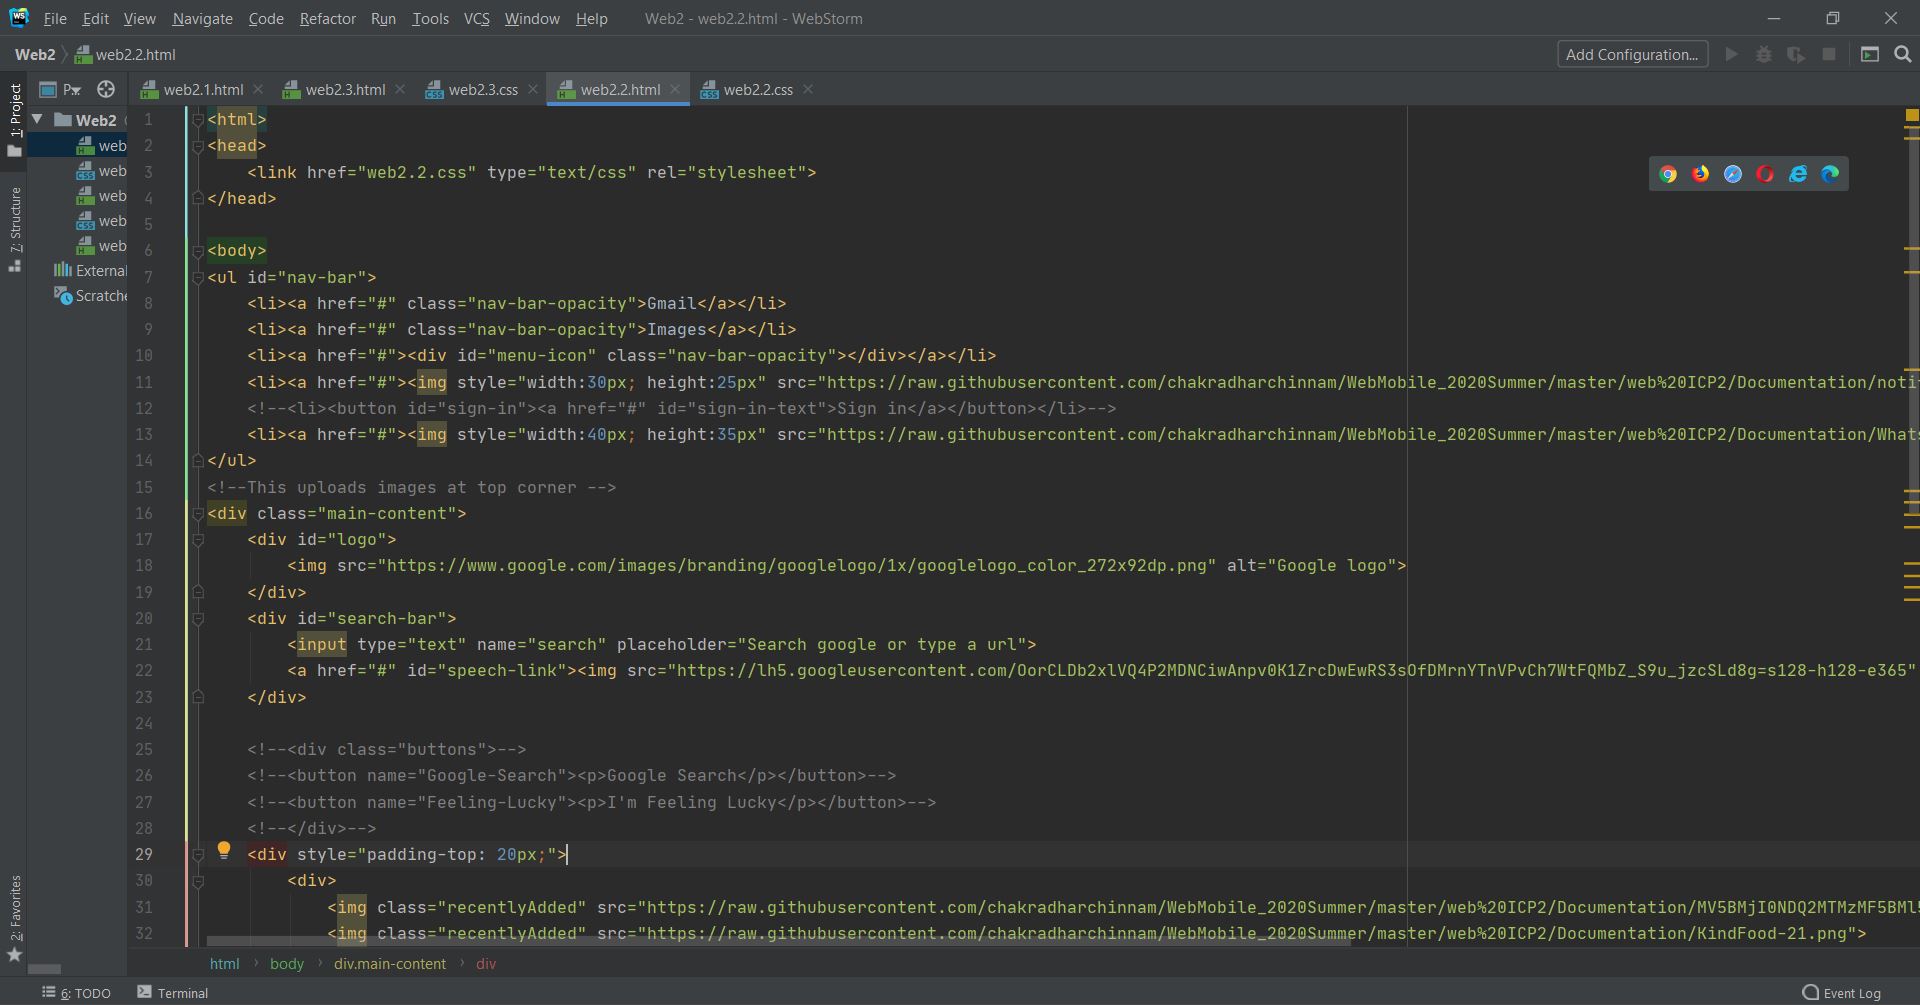 File Edit View Navigate Code Refactor Run Tools VCS Window Help Web2 - web2.2.html - WebStorm
Web2 web2.2.html Add Configuration...
P web2.1.html web2.3.html web2.3.css web2.2.html web2.2.css
1: Project
7: Structure
2: Favorites
Web2
web
web
web
web
web
External
Scratche
1 <html>
2 <head>
3 <link href="web2.2.css" type="text/css" rel="stylesheet">
4 </head>
5
6 <body>
7 <ul id="nav-bar">
8 <li><a href="#" class="nav-bar-opacity">Gmail</a></li>
9 <li><a href="#" class="nav-bar-opacity">Images</a></li>
10 <li><a href="#"><div id="menu-icon" class="nav-bar-opacity"></div></a></li>
11 <li><a href="#"><img style="width:30px; height:25px" src="https://raw.githubusercontent.com/chakradharchinnam/WebMobile_2020Summer/master/web%20ICP2/Documentation/noti
12 <!--<li><button id="sign-in"><a href="#" id="sign-in-text">Sign in</a></button></li>-->
13 <li><a href="#"><img style="width:40px; height:35px" src="https://raw.githubusercontent.com/chakradharchinnam/WebMobile_2020Summer/master/web%20ICP2/Documentation/Whats
14 </ul>
15 <!--This uploads images at top corner -->
16 <div class="main-content">
17 <div id="logo">
18 <img src="https://www.google.com/images/branding/googlelogo/1x/googlelogo_color_272x92dp.png" alt="Google logo">
19 </div>
20 <div id="search-bar">
21 <input type="text" name="search" placeholder="Search google or type a url">
22 <a href="#" id="speech-link"><img src="https://lh5.googleusercontent.com/OorCLDb2xlVQ4P2MDNCiwAnpv0K1ZrcDwEwRS3sOfDMrnYTnVPvCh7WtFQMbZ_S9u_jzcSLd8g=s128-h128-e365"
23 </div>
24
25 <!--<div class="buttons">-->
26 <!--<button name="Google-Search"><p>Google Search</p></button>-->
27 <!--<button name="Feeling-Lucky"><p>I'm Feeling Lucky</p></button>-->
28 <!--</div>-->
29 <div style="padding-top: 20px;">
30 <div>
31 <img class="recentlyAdded" src="https://raw.githubusercontent.com/chakradharchinnam/WebMobile_2020Summer/master/web%20ICP2/Documentation/MV5BMjI0NDQ2MTMzMF5BMl
32 <img class="recentlyAdded" src="https://raw.githubusercontent.com/chakradharchinnam/WebMobile_2020Summer/master/web%20ICP2/Documentation/KindFood-21.png">
html body div.main-content div
6: TODO Terminal Event Log